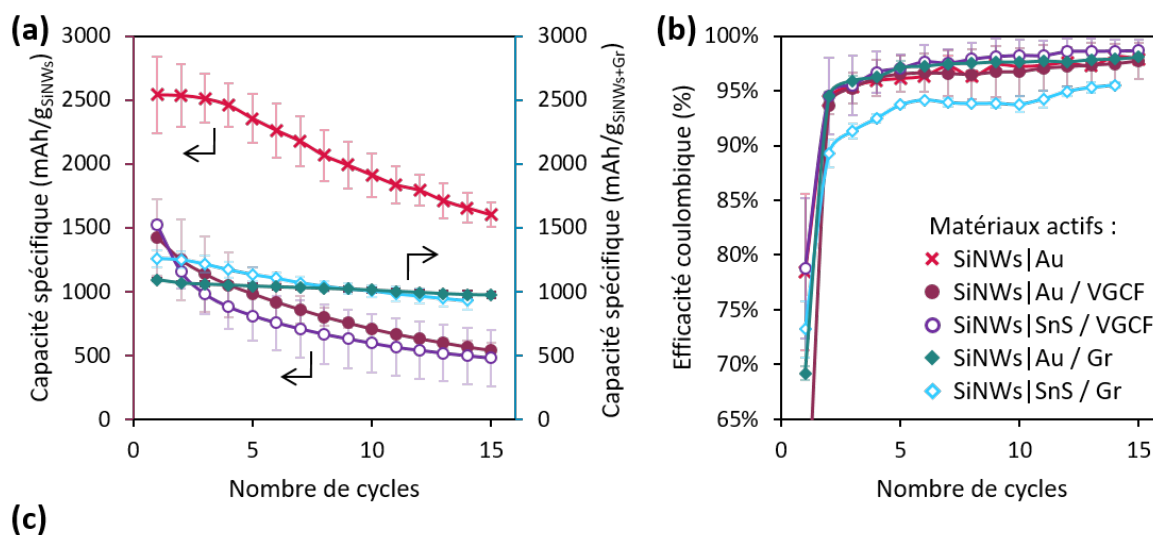 (a)
3000
2500
2000
1500
1000
500
0
Capacité spécifique (mAh/gSiNWs)
3000
2500
2000
1500
1000
500
0
Capacité spécifique (mAh/gSiNWs+Gr)
0 5 10 15
Nombre de cycles
(b)
100%
95%
90%
85%
80%
75%
70%
65%
Efficacité coulombique (%)
Matériaux actifs :
SiNWs|Au
SiNWs|Au / VGCF
SiNWs|SnS / VGCF
SiNWs|Au / Gr
SiNWs|SnS / Gr
0 5 10 15
Nombre de cycles
(c)